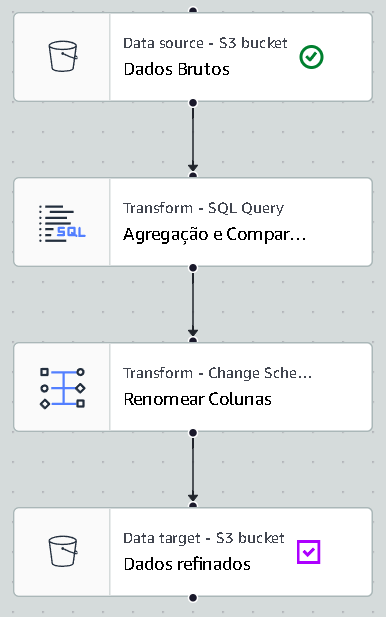 Data source - S3 bucket
Dados Brutos
Transform - SQL Query
SQL
Agregação e Compar...
Transform - Change Sche...
Renomear Colunas
Data target - S3 bucket
Dados refinados